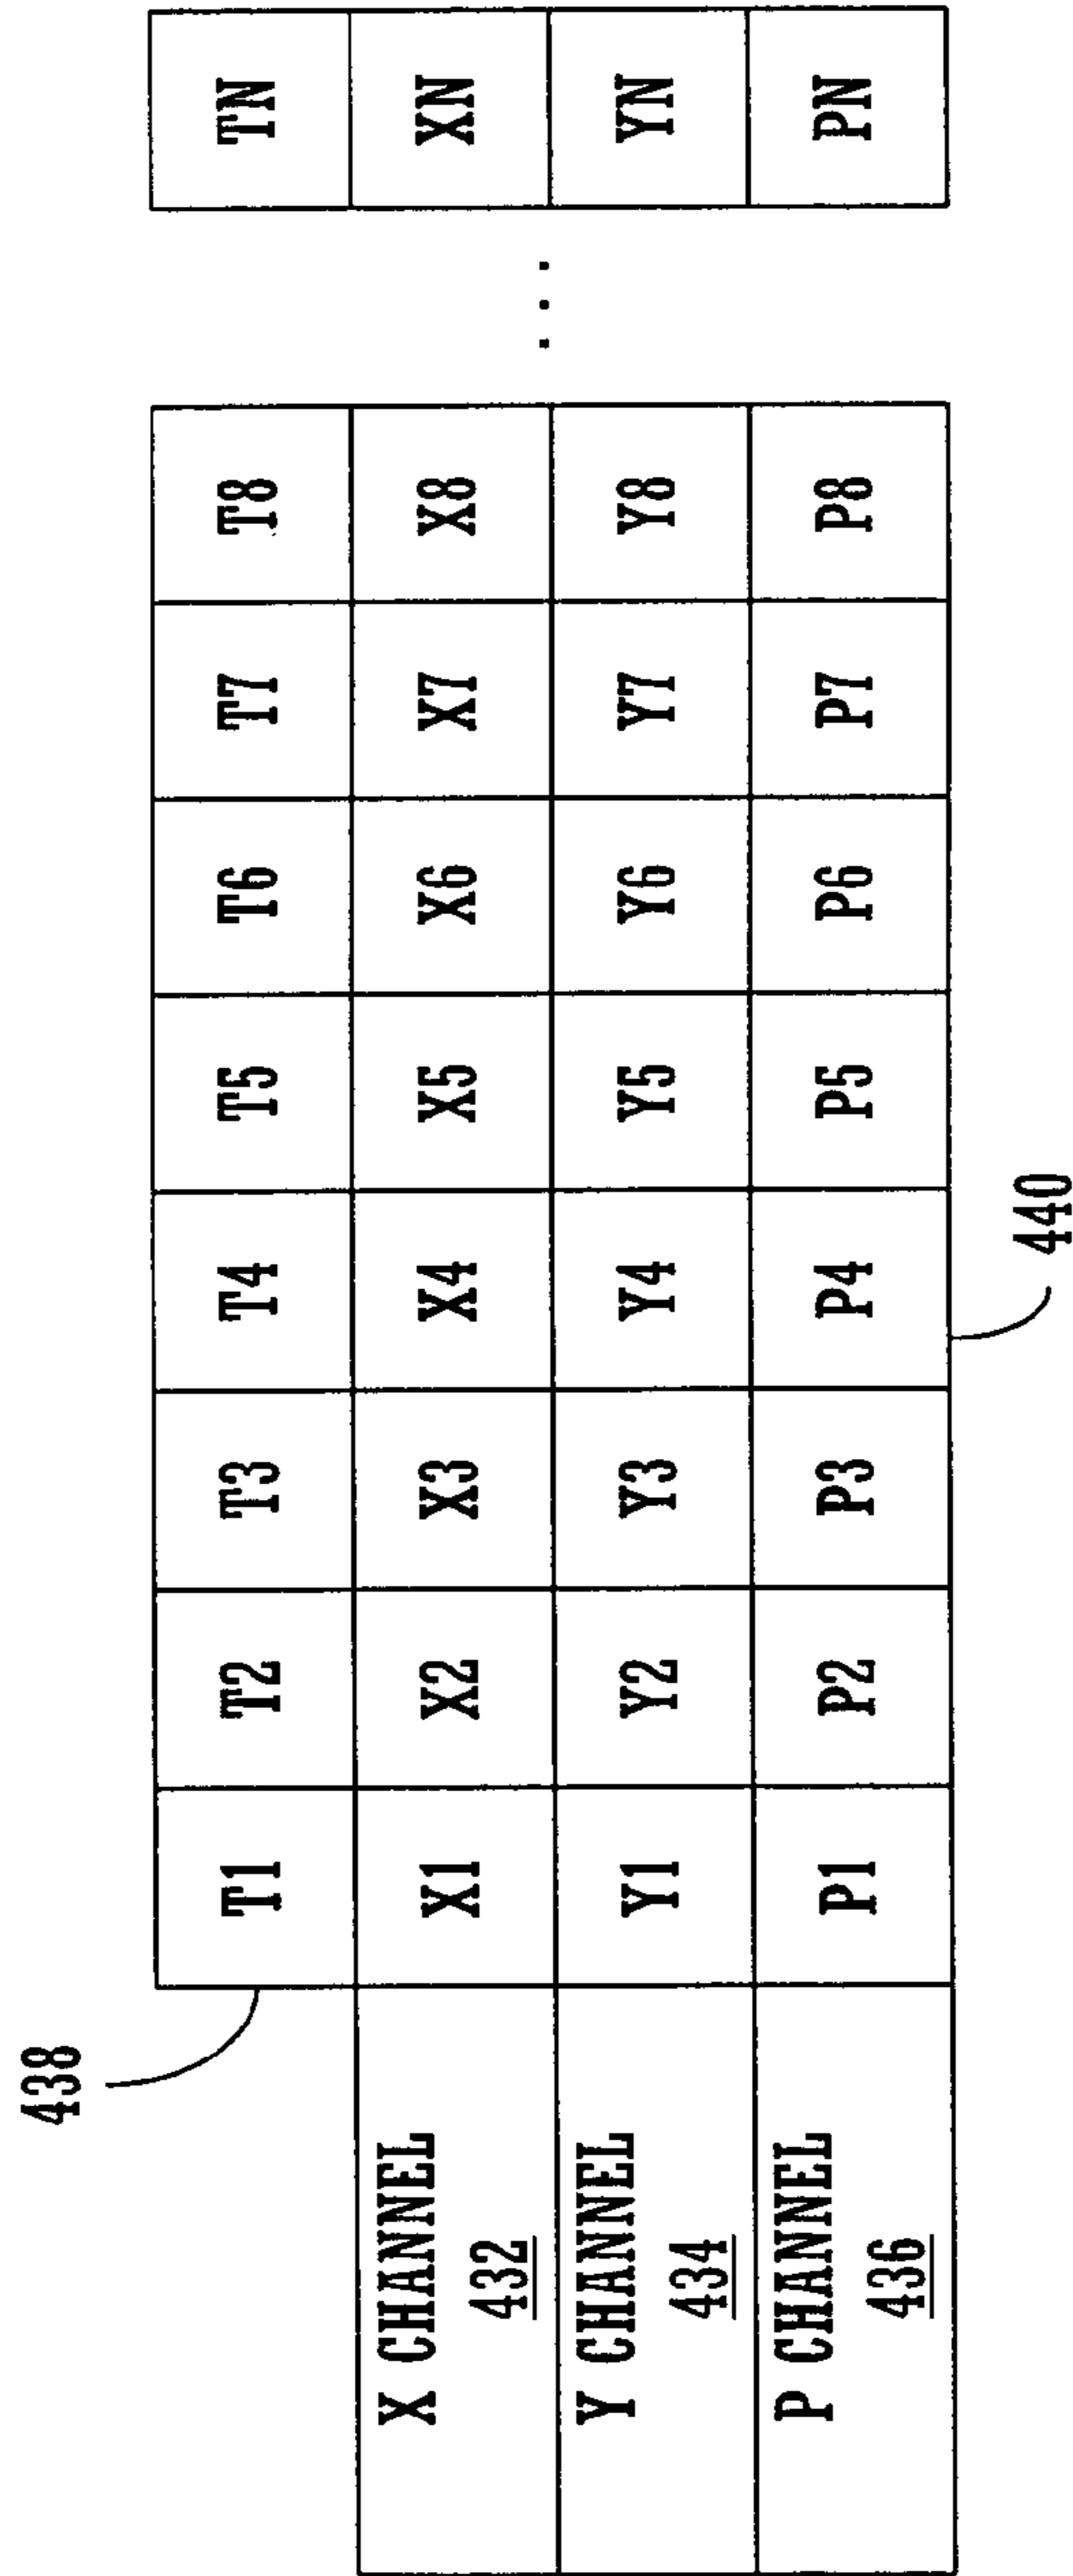 438
T1 T2 T3 T4 T5 T6 T7 T8 TN
X CHANNEL X1 X2 X3 X4 X5 X6 X7 X8 ... XN
432
Y CHANNEL Y1 Y2 Y3 Y4 Y5 Y6 Y7 Y8 YN
434
P CHANNEL P1 P2 P3 P4 P5 P6 P7 P8 PN
436
440